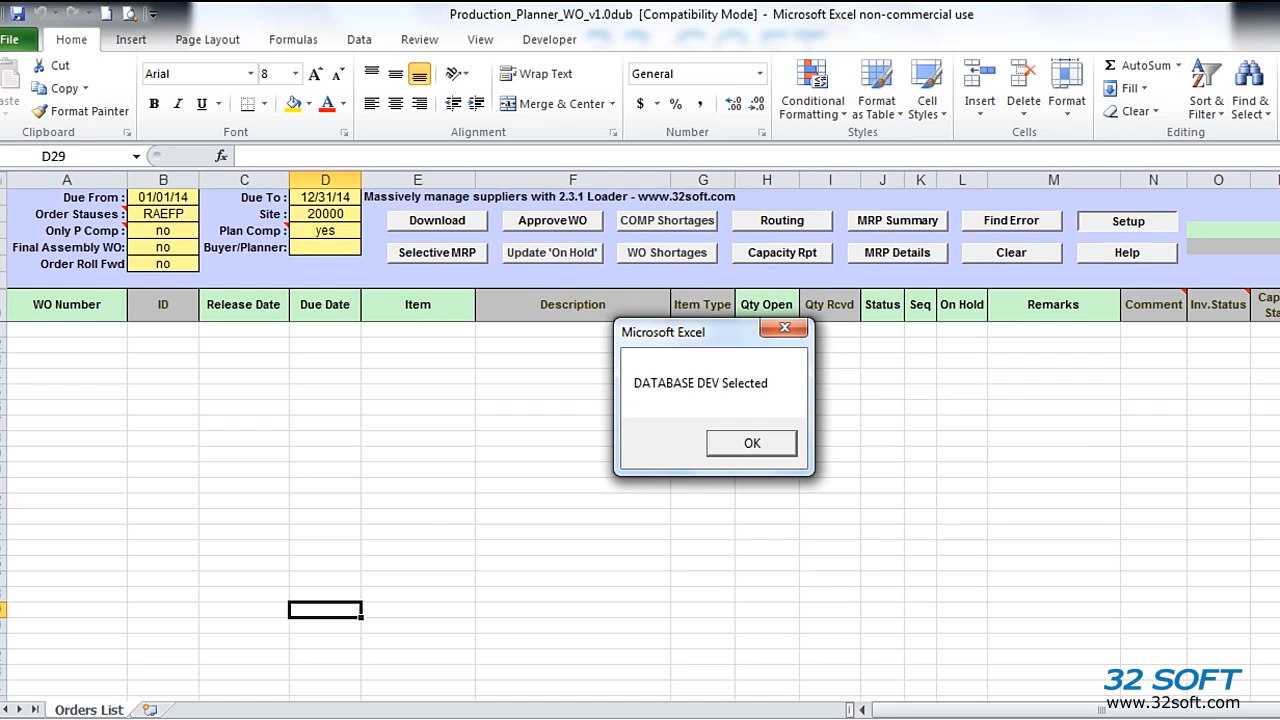 Production_Planner_WO_v1.0dub [Compatibility Mode] - Microsoft Excel non-commercial use
File Home Insert Page Layout Formulas Data Review View Developer
32 SOFT
Cut
Copy
Format Painter
Clipboard
Arial 8
B I U A
Font
Wrap Text
Merge & Center
Alignment
General
$ % ,
Number
Conditional Formatting
Format as Table
Cell Styles
Styles
Insert Delete Format
Cells
Σ AutoSum
Fill
Clear
Sort & Filter
Find & Select
Editing
D29 fx
A B C D E F G H I J K L M N O
Due From : 01/01/14 Due To : 12/31/14 Massively manage suppliers with 2.3.1 Loader - www.32soft.com
Order Stauses : RAEFP Site : 20000 Download Approve WO COMP Shortages Routing MRP Summary Find Error Setup
Only P Comp : no Plan Comp : yes
Final Assembly WO: no Buyer/Planner: Selective MRP Update 'On Hold' WO Shortages Capacity Rpt MRP Details Clear Help
Order Roll Fwd no
WO Number ID Release Date Due Date Item Description Item Type Qty Open Qty Rcvd Status Seq On Hold Remarks Comment Inv.Status
Microsoft Excel
DATABASE DEV Selected
OK
32 SOFT
www.32soft.com
Orders List